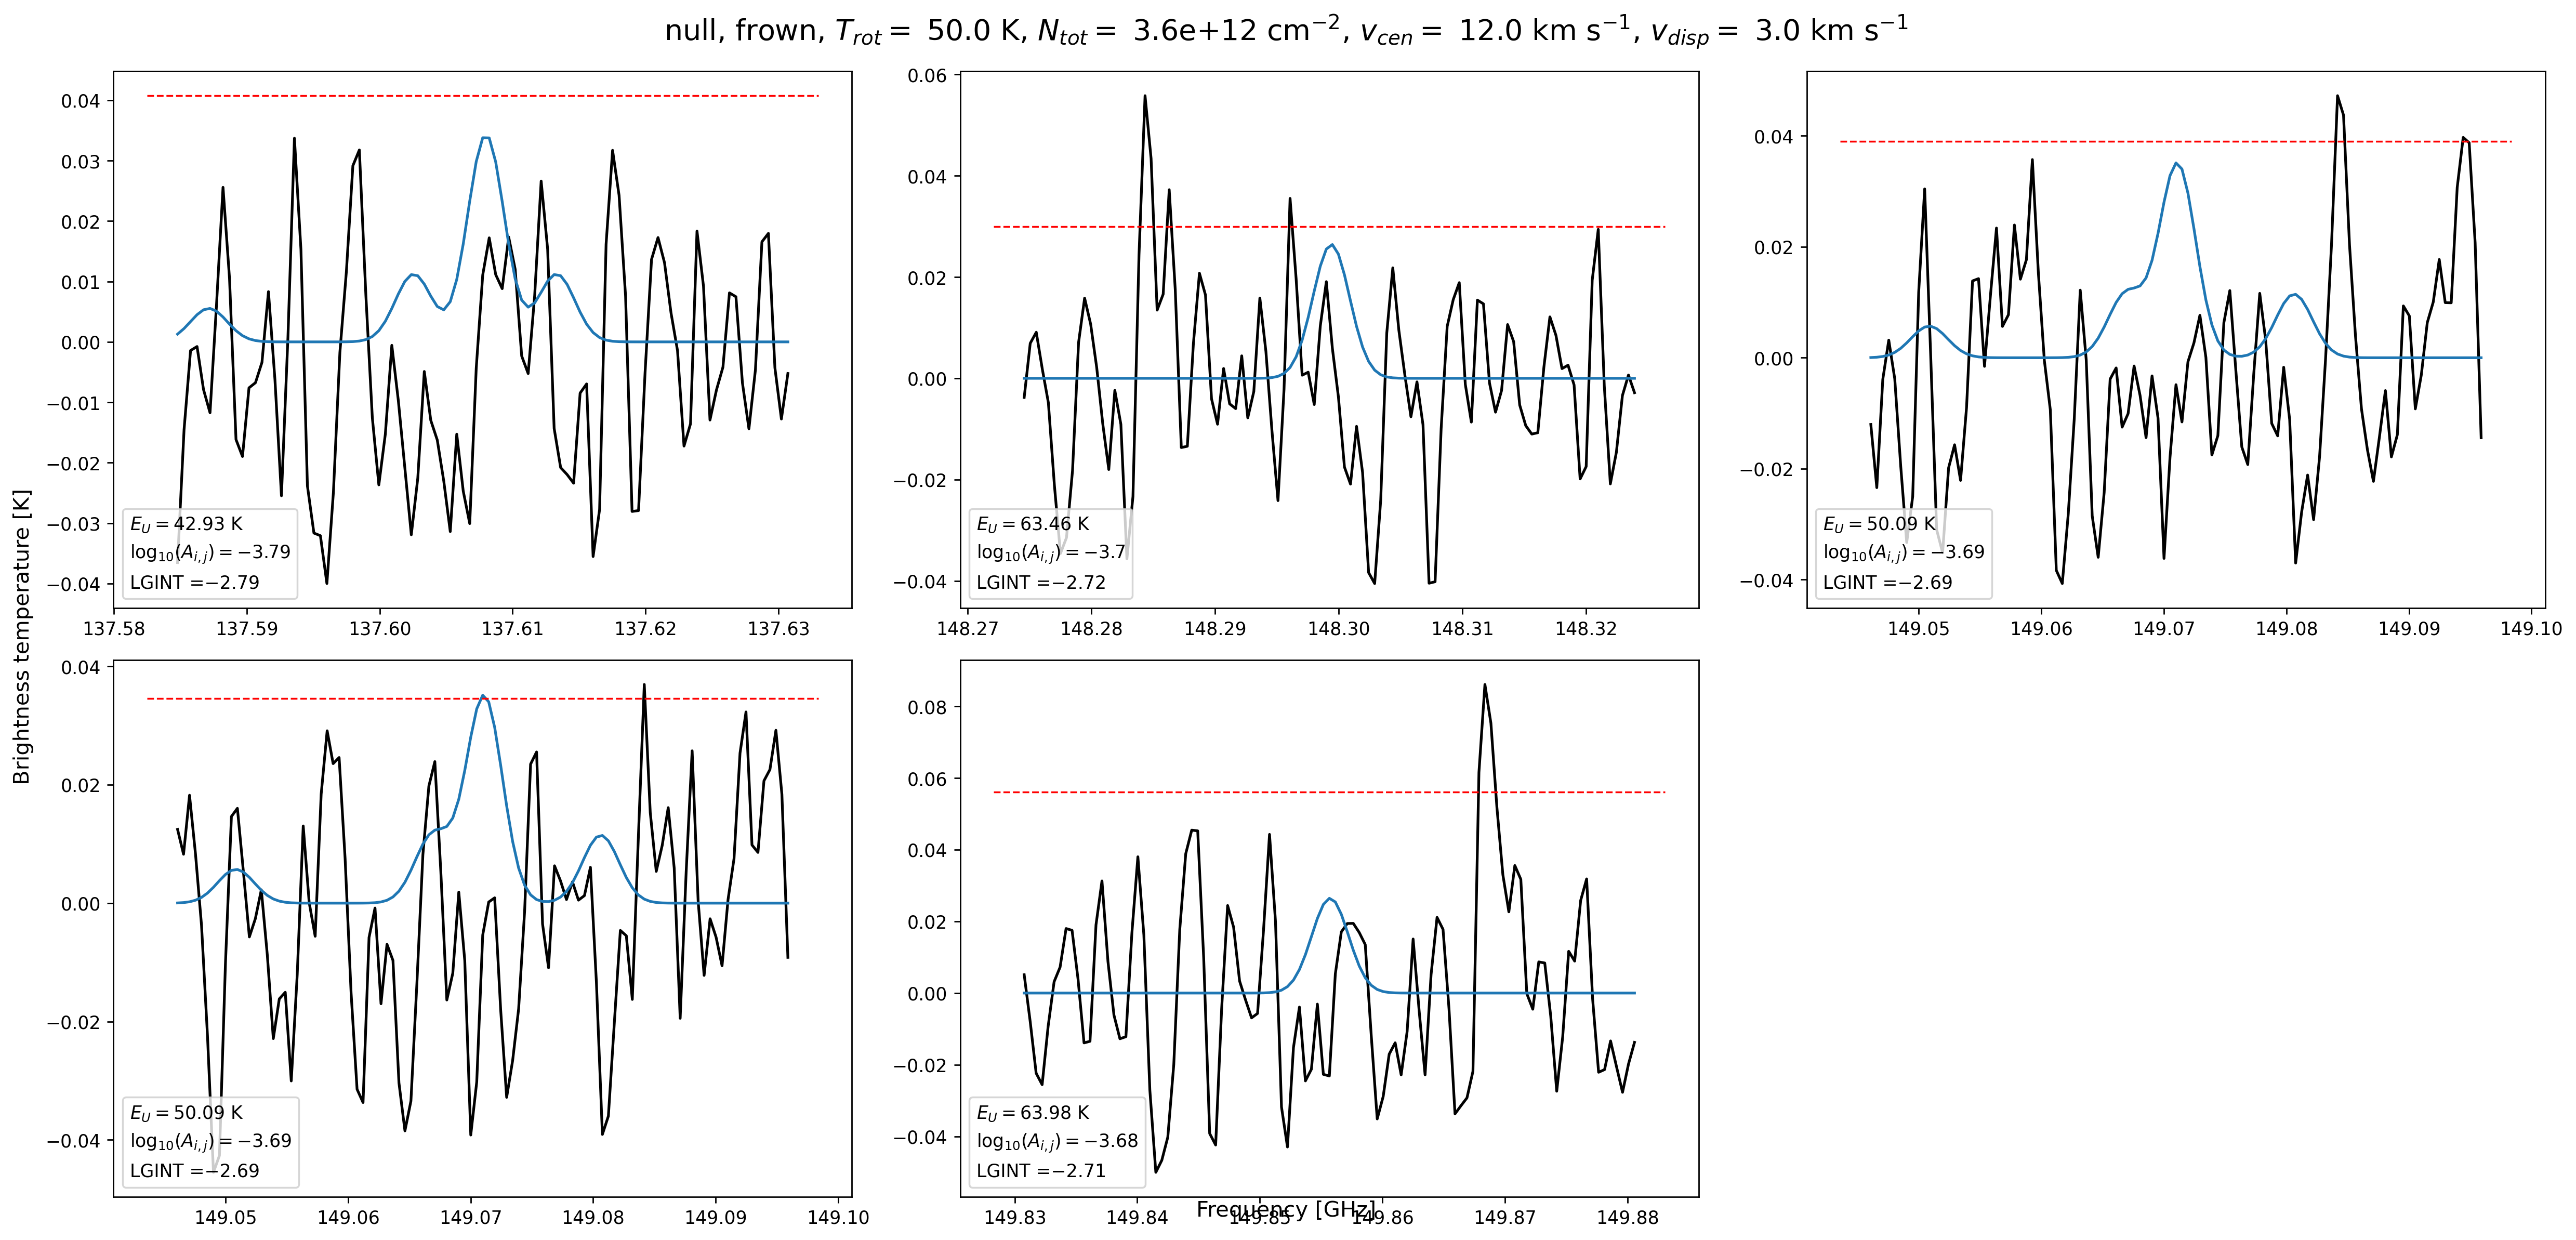 null, frown, T_rot = 50.0 K, N_tot = 3.6e+12 cm⁻², v_cen = 12.0 km s⁻¹, v_disp = 3.0 km s⁻¹
Brightness temperature [K]
0.04
0.03
0.02
0.01
0.00
−0.01
−0.02
−0.03
−0.04
E_U = 42.93 K
log₁₀(A_i,j) = −3.79
LGINT =−2.79
137.58 137.59 137.60 137.61 137.62 137.63
0.06
0.04
0.02
0.00
−0.02
−0.04
E_U = 63.46 K
log₁₀(A_i,j) = −3.7
LGINT =−2.72
148.27 148.28 148.29 148.30 148.31 148.32
0.04
0.02
0.00
−0.02
−0.04
E_U = 50.09 K
log₁₀(A_i,j) = −3.69
LGINT =−2.69
149.05 149.06 149.07 149.08 149.09 149.10
0.04
0.02
0.00
−0.02
−0.04
E_U = 50.09 K
log₁₀(A_i,j) = −3.69
LGINT =−2.69
149.05 149.06 149.07 149.08 149.09 149.10
0.08
0.06
0.04
0.02
0.00
−0.02
−0.04
E_U = 63.98 K
log₁₀(A_i,j) = −3.68
LGINT =−2.71
149.83 149.84 149.85 149.86 149.87 149.88
Frequency [GHz]